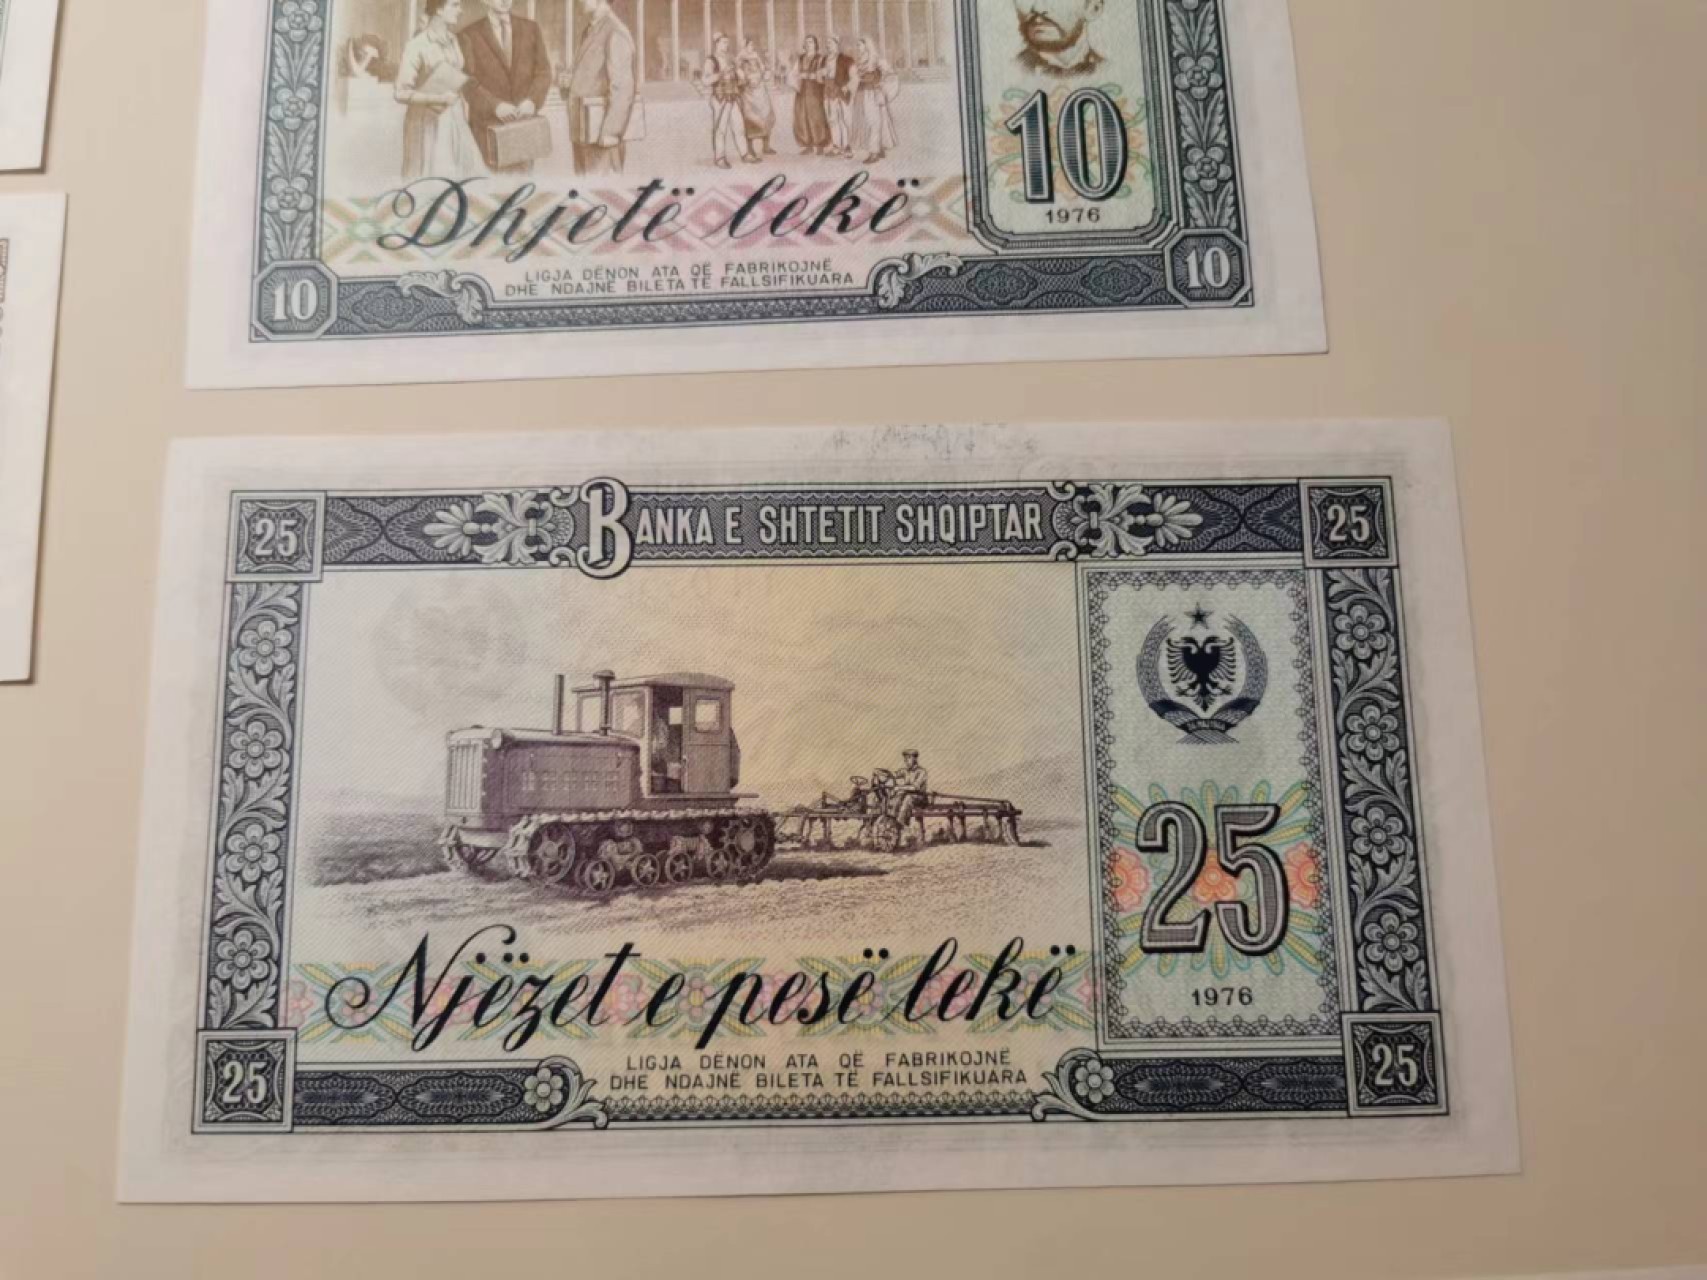 10
1976
Dhjetë lekë
LIGJA DËNON ATA QË FABRIKOJNË
DHE NDAJNË BILETA TË FALLSIFIKUARA
10
10
25
BANKA E SHTETIT SHQIPTAR
25
25
Njëzet e pesë lekë
1976
LIGJA DËNON ATA QË FABRIKOJNË
DHE NDAJNË BILETA TË FALLSIFIKUARA
25
25